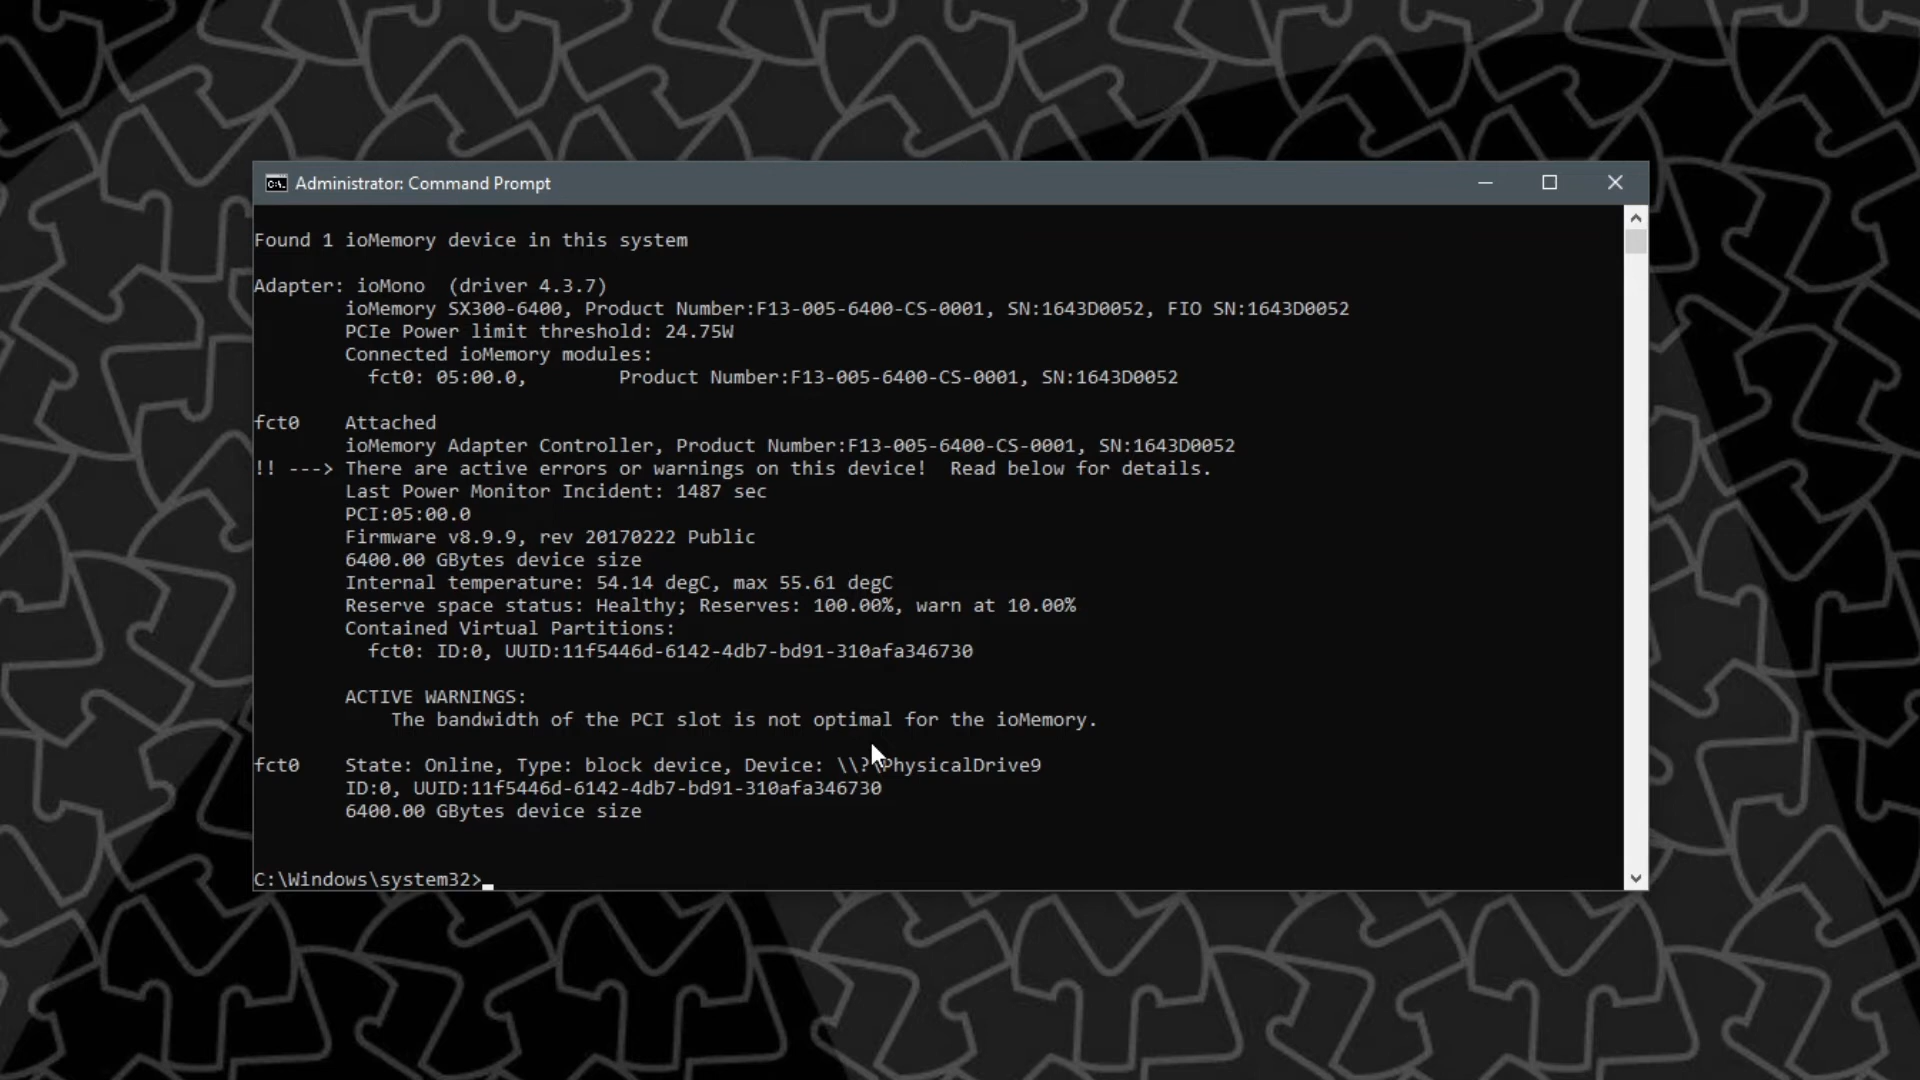 Administrator: Command Prompt
Found 1 ioMemory device in this system
Adapter: ioMono  (driver 4.3.7)
ioMemory SX300-6400, Product Number:F13-005-6400-CS-0001, SN:1643D0052, FIO SN:1643D0052
PCIe Power limit threshold: 24.75W
Connected ioMemory modules:
fct0: 05:00.0,        Product Number:F13-005-6400-CS-0001, SN:1643D0052
fct0    Attached
ioMemory Adapter Controller, Product Number:F13-005-6400-CS-0001, SN:1643D0052
!! ---> There are active errors or warnings on this device!  Read below for details.
Last Power Monitor Incident: 1487 sec
PCI:05:00.0
Firmware v8.9.9, rev 20170222 Public
6400.00 GBytes device size
Internal temperature: 54.14 degC, max 55.61 degC
Reserve space status: Healthy; Reserves: 100.00%, warn at 10.00%
Contained Virtual Partitions:
fct0: ID:0, UUID:11f5446d-6142-4db7-bd91-310afa346730
ACTIVE WARNINGS:
The bandwidth of the PCI slot is not optimal for the ioMemory.
fct0    State: Online, Type: block device, Device: \\?\PhysicalDrive9
ID:0, UUID:11f5446d-6142-4db7-bd91-310afa346730
6400.00 GBytes device size
C:\Windows\system32>